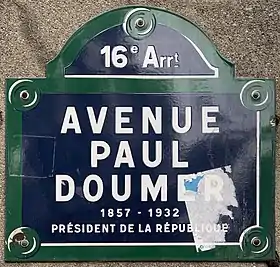 16e Arrt
AVENUE
PAUL
DOUMER
1857 - 1932
PRÉSIDENT DE LA RÉPUBLIQUE